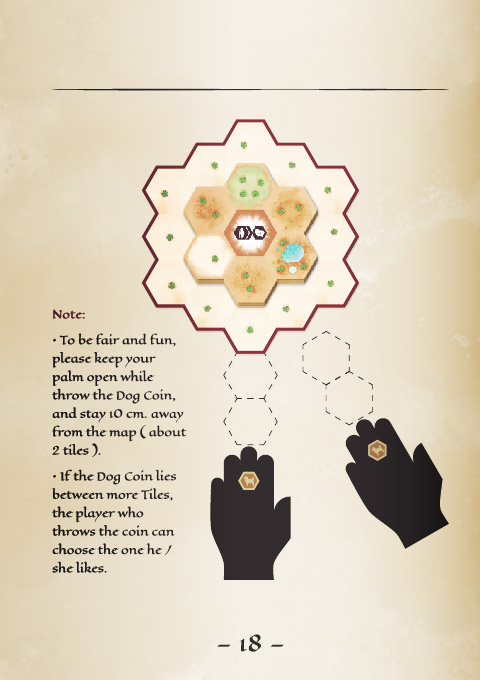 Note:
• To be fair and fun,
please keep your
palm open while
throw the Dog Coin,
and stay 10 cm. away
from the map ( about
2 tiles ).
• If the Dog Coin lies
between more Tiles,
the player who
throws the coin can
choose the one he /
she likes.
– 18 –